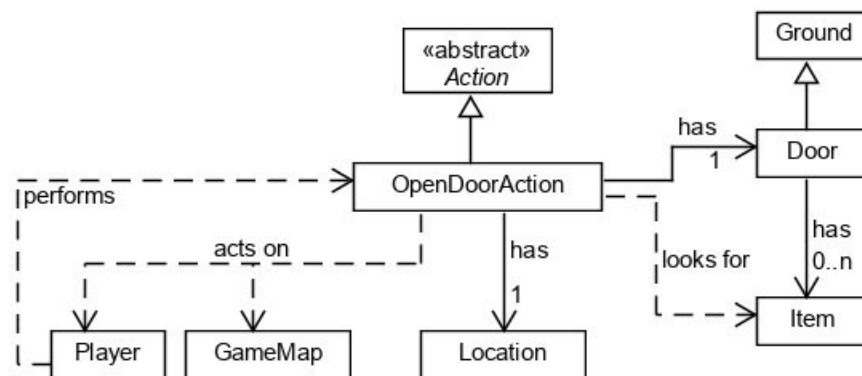 «abstract»
Action
Ground
has
1
Door
OpenDoorAction
performs
acts on
has
1
looks for
has
0..n
Player
GameMap
Location
Item